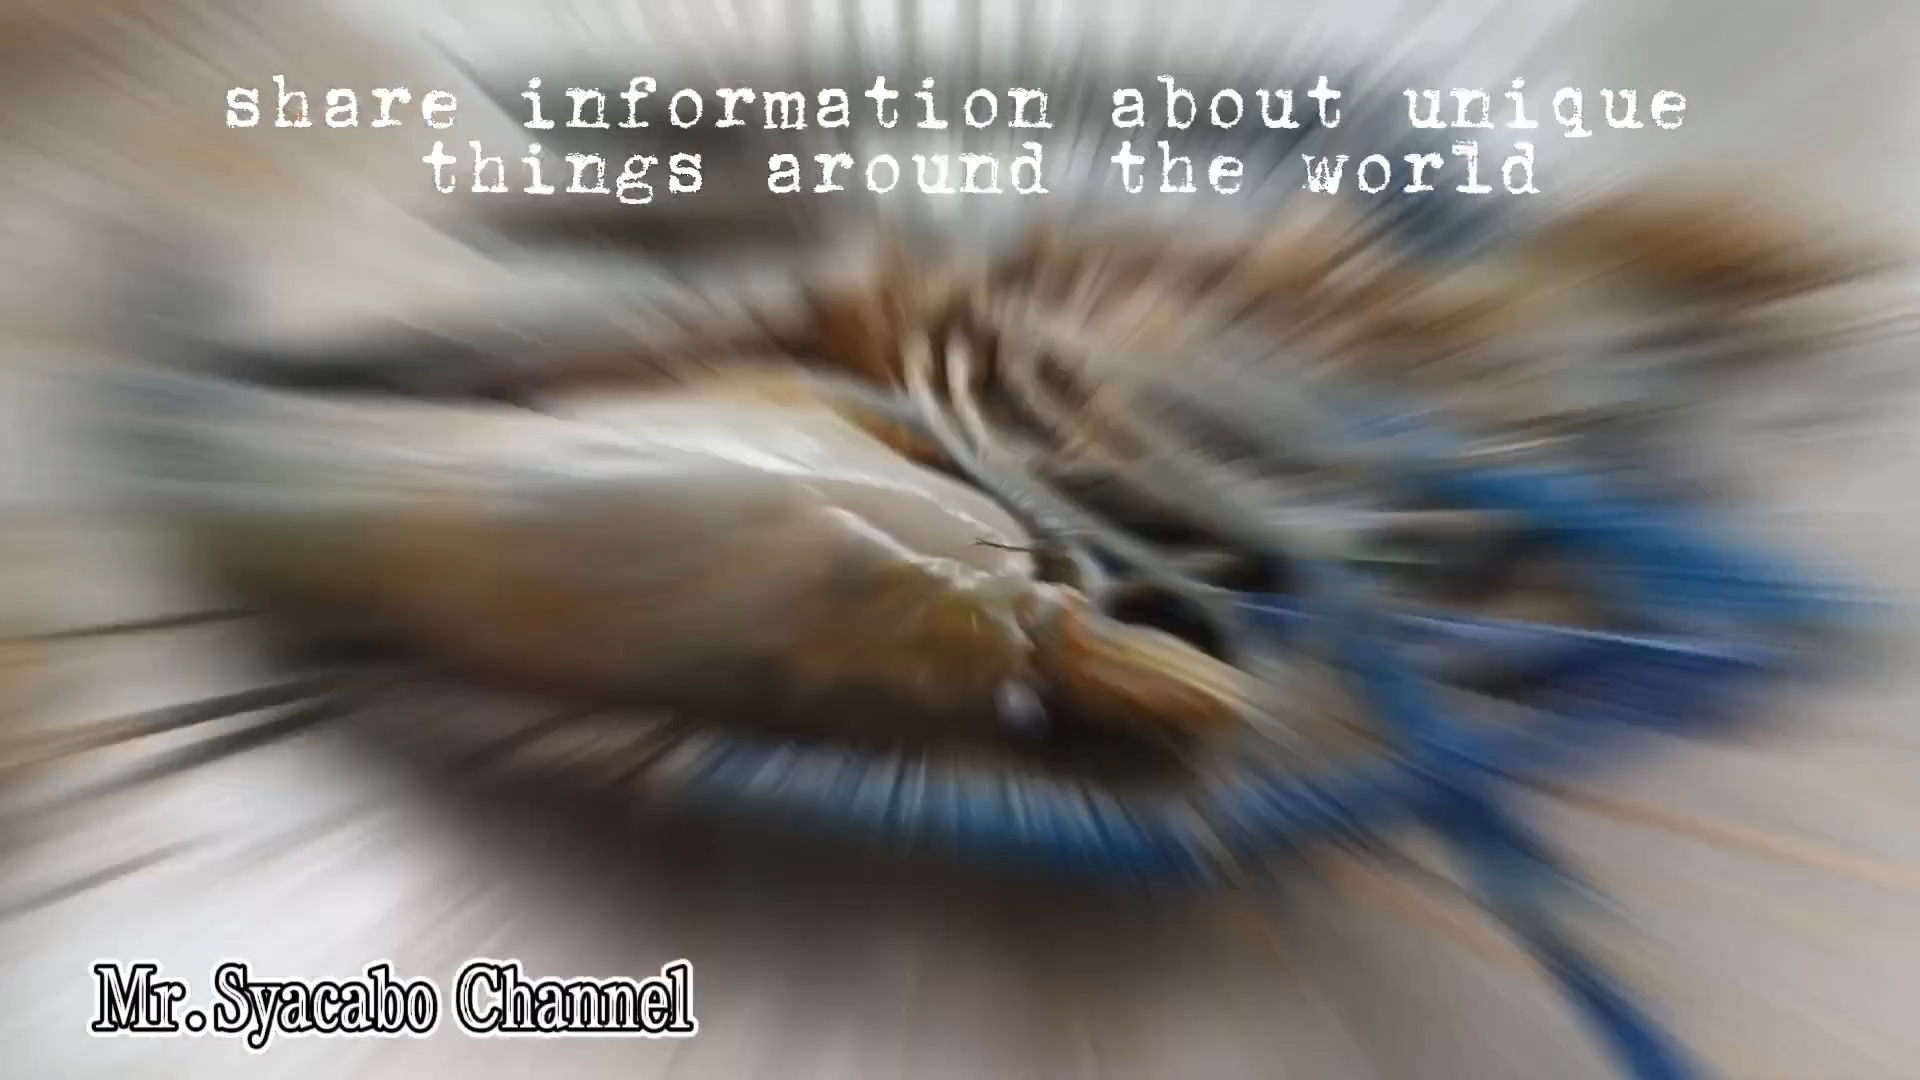 share information about unique
things around the world
Mr.Syacabo Channel